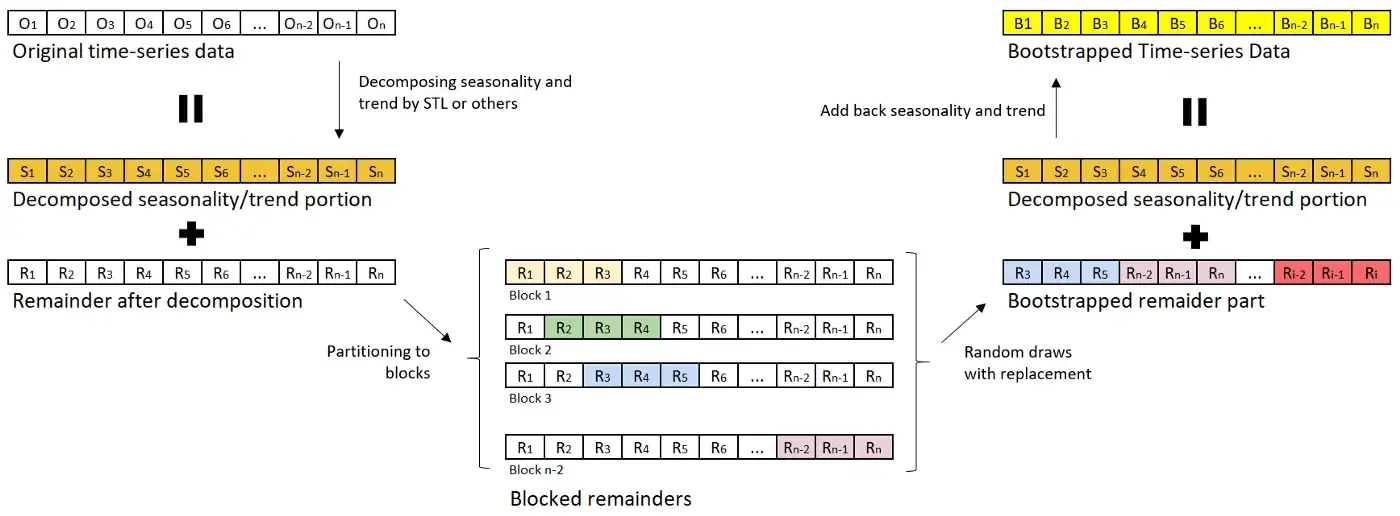 O1 O2 O3 O4 O5 O6 ... On-2 On-1 On
Original time-series data
Decomposing seasonality and
trend by STL or others
S1 S2 S3 S4 S5 S6 ... Sn-2 Sn-1 Sn
Decomposed seasonality/trend portion
R1 R2 R3 R4 R5 R6 ... Rn-2 Rn-1 Rn
Remainder after decomposition
Partitioning to
blocks
R1 R2 R3 R4 R5 R6 ... Rn-2 Rn-1 Rn
Block 1
R1 R2 R3 R4 R5 R6 ... Rn-2 Rn-1 Rn
Block 2
R1 R2 R3 R4 R5 R6 ... Rn-2 Rn-1 Rn
Block 3
R1 R2 R3 R4 R5 R6 ... Rn-2 Rn-1 Rn
Block n-2
Blocked remainders
Random draws
with replacement
B1 B2 B3 B4 B5 B6 ... Bn-2 Bn-1 Bn
Bootstrapped Time-series Data
Add back seasonality and trend
S1 S2 S3 S4 S5 S6 ... Sn-2 Sn-1 Sn
Decomposed seasonality/trend portion
R3 R4 R5 Rn-2 Rn-1 Rn ... Ri-2 Ri-1 Ri
Bootstrapped remaider part